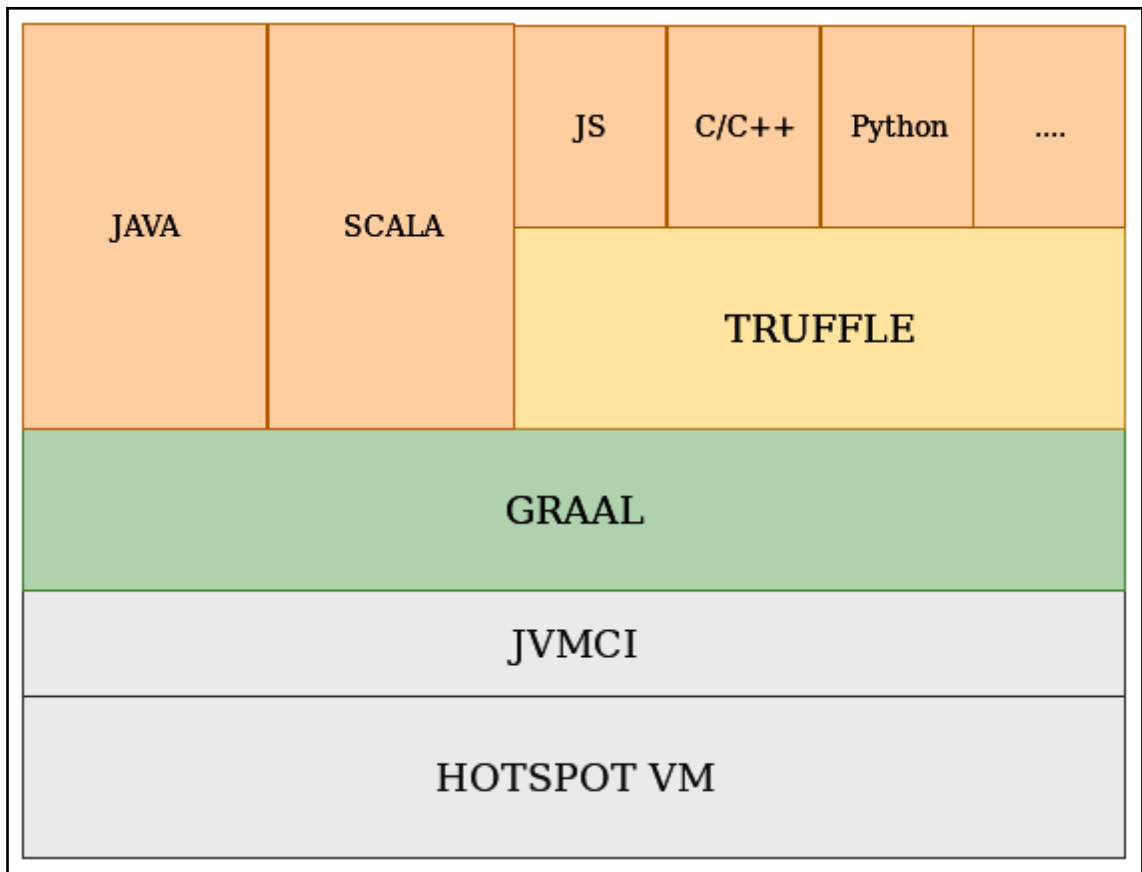 JS
C/C++
Python
....
JAVA
SCALA
TRUFFLE
GRAAL
JVMCI
HOTSPOT VM